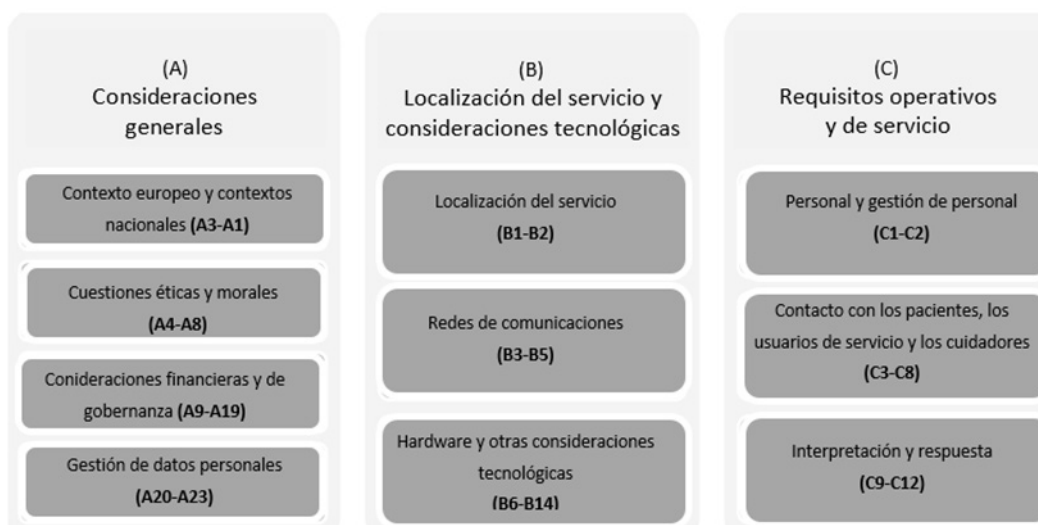 (A)
Consideraciones
generales
Contexto europeo y contextos
nacionales (A3-A1)
Cuestiones éticas y morales
(A4-A8)
Conideraciones financieras y de
gobernanza (A9-A19)
Gestión de datos personales
(A20-A23)
(B)
Localización del servicio y
consideraciones tecnológicas
Localización del servicio
(B1-B2)
Redes de comunicaciones
(B3-B5)
Hardware y otras consideraciones
tecnológicas
(B6-B14)
(C)
Requisitos operativos
y de servicio
Personal y gestión de personal
(C1-C2)
Contacto con los pacientes, los
usuarios de servicio y los cuidadores
(C3-C8)
Interpretación y respuesta
(C9-C12)